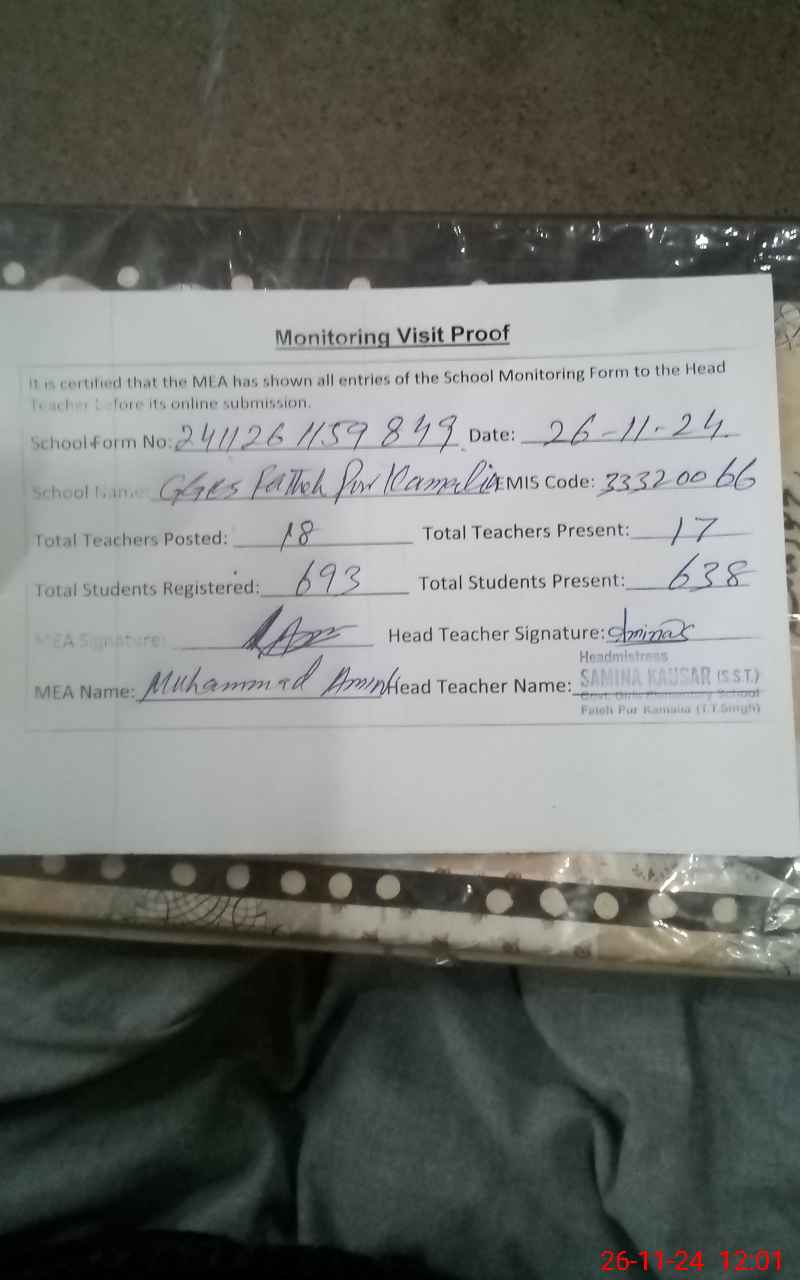 Monitoring Visit Proof
It is certified that the MEA has shown all entries of the School Monitoring Form to the Head
Teacher before its online submission.
School Form No: 241126 1159 849 Date: 26-11-24
School Name: GGES Fatteh Pur Kamalia EMIS Code: 33320066
Total Teachers Posted: 18 Total Teachers Present: 17
Total Students Registered: 693 Total Students Present: 638
MEA Signature: Head Teacher Signature:
Headmistress
MEA Name: Muhammad Amin Head Teacher Name: SAMINA KAUSAR (S.S.T.)
Govt. Girls Elementary School
Fateh Pur Kamalia (T.T.Singh)
26-11-24 12:01